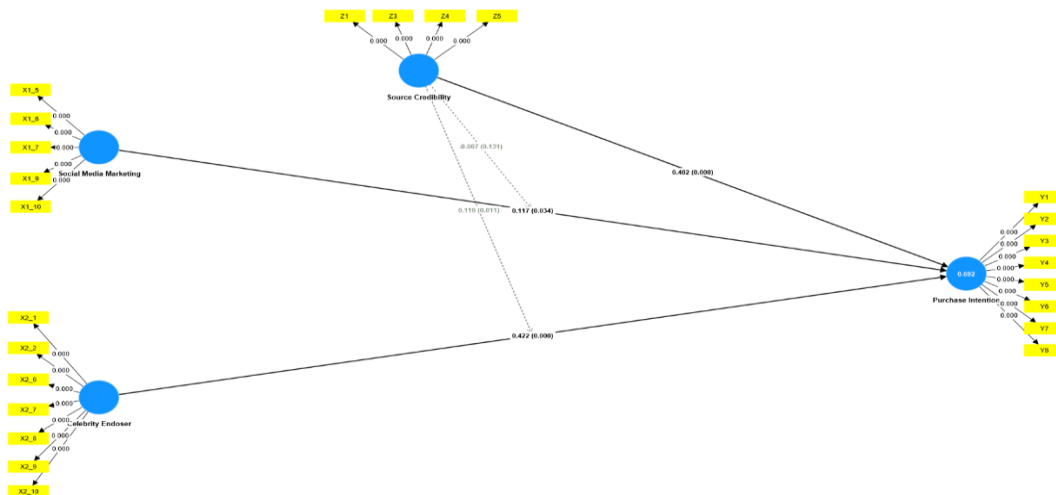 Z1
Z3
Z4
Z5
0.000
0.000
0.000
0.000
Source Credibility
X1_5
X1_6
X1_7
X1_9
X1_10
0.000
0.000
0.000
0.000
0.000
Social Media Marketing
-0.067 (0.131)
0.119 (0.011)
0.117 (0.034)
0.402 (0.000)
0.422 (0.000)
X2_1
X2_2
X2_6
X2_7
X2_8
X2_9
X2_10
0.000
0.000
0.000
0.000
0.000
0.000
0.000
Celebrity Endoser
0.692
Purchase Intention
0.000
0.000
0.000
0.000
0.000
0.000
0.000
0.000
Y1
Y2
Y3
Y4
Y5
Y6
Y7
Y8